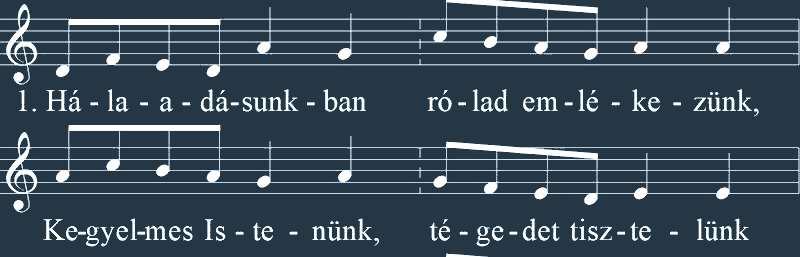 1. Há - la - a - dá-sunk - ban ró - lad em - lé - ke - zünk,
Ke-gyel-mes Is - te - nünk, té - ge - det tisz - te - lünk